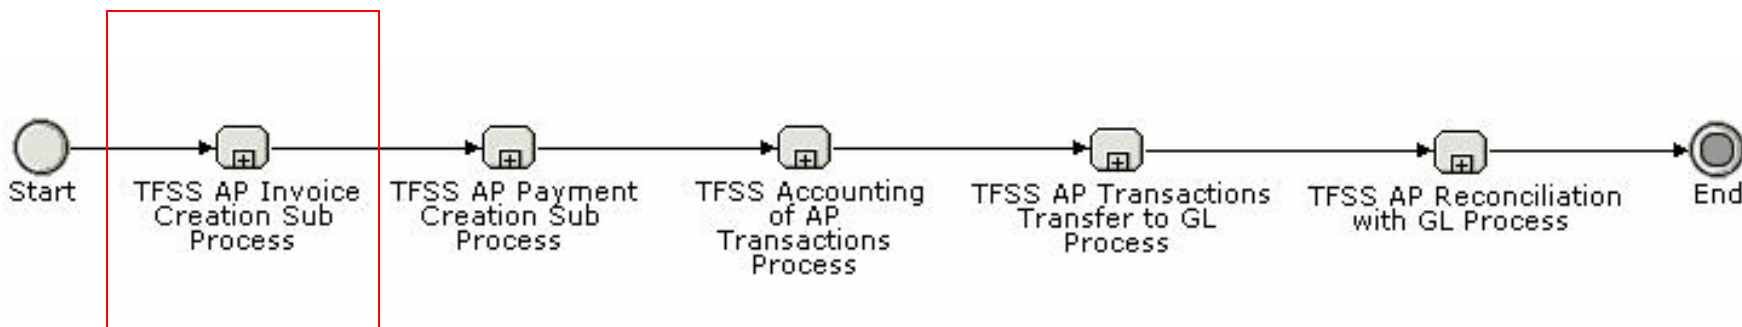 Start
TFSS AP Invoice
Creation Sub
Process
TFSS AP Payment
Creation Sub
Process
TFSS Accounting
of AP
Transactions
Process
TFSS AP Transactions
Transfer to GL
Process
TFSS AP Reconciliation
with GL Process
End